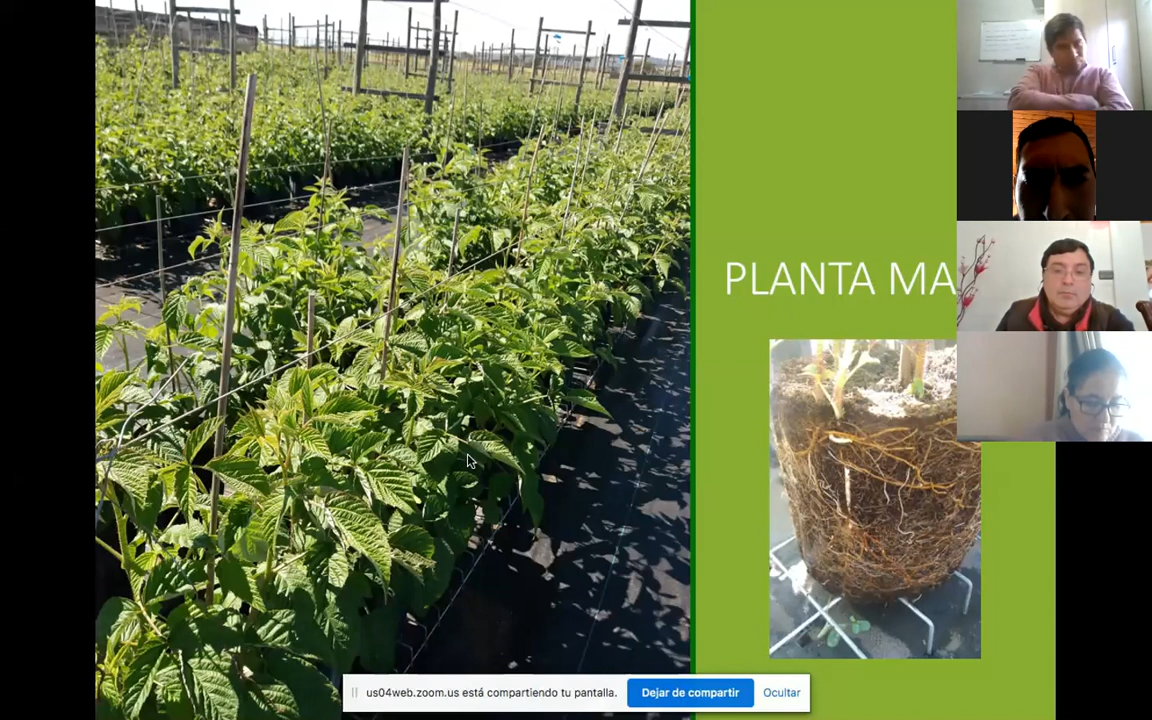 PLANTA MA
us04web.zoom.us está compartiendo tu pantalla.
Dejar de compartir
Ocultar